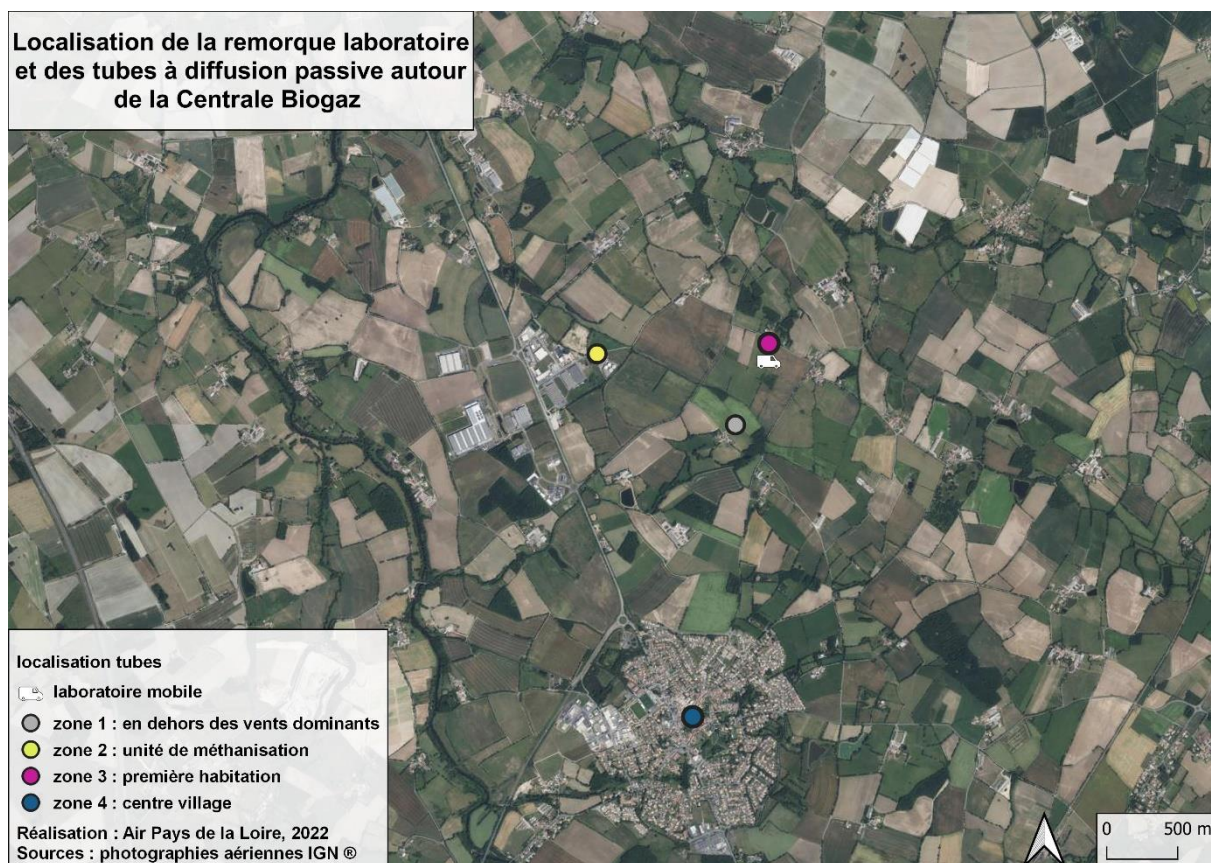 Localisation de la remorque laboratoire
et des tubes à diffusion passive autour
de la Centrale Biogaz
localisation tubes
laboratoire mobile
zone 1 : en dehors des vents dominants
zone 2 : unité de méthanisation
zone 3 : première habitation
zone 4 : centre village
Réalisation : Air Pays de la Loire, 2022
Sources : photographies aériennes IGN ®
0 500 m